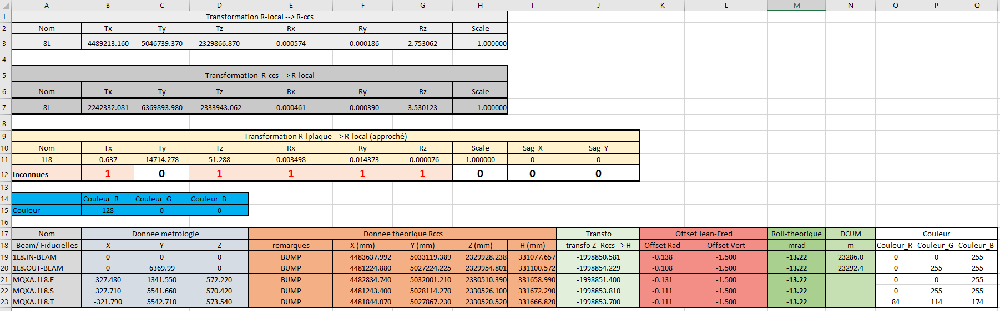 A B C D E F G H I J K L M N O P Q
1 Transformation R-local --> R-ccs
2 Nom Tx Ty Tz Rx Ry Rz Scale
3 8L 4489213.160 5046739.370 2329866.870 0.000574 -0.000186 2.753062 1.000000
4
5 Transformation R-ccs --> R-local
6 Nom Tx Ty Tz Rx Ry Rz Scale
7 8L 2242332.081 6369893.980 -2333943.062 0.000461 -0.000390 3.530123 1.000000
8
9 Transformation R-lplaque --> R-local (approché)
10 Nom Tx Ty Tz Rx Ry Rz Scale Sag_X Sag_Y
11 1L8 0.637 14714.278 51.288 0.003498 -0.014373 -0.000076 1.000000 0 0
12 Inconnues 1 0 1 1 1 1 0 0 0
13
14 Couleur_R Couleur_G Couleur_B
15 Couleur 128 0 0
16
17 Nom Donnee metrologie Donnee theorique Rccs Transfo Offset Jean-Fred Roll-theorique DCUM Couleur
18 Beam/ Fiducielles X Y Z remarques X (mm) Y (mm) Z (mm) H (mm) transfo Z -Rccs--> H Offset Rad Offset Vert mrad m Couleur_R Couleur_G Couleur_B
19 1L8.IN-BEAM 0 0 0 BUMP 4483637.992 5033119.389 2329928.238 331077.657 -1998850.581 -0.138 -1.500 -13.22 23286.0 0 0 255
20 1L8.OUT-BEAM 0 6369.99 0 BUMP 4481224.880 5027224.225 2329954.801 331100.572 -1998854.229 -0.108 -1.500 -13.22 23292.4 0 255 255
21 MQXA.1L8.E 327.480 1341.550 572.220 BUMP 4482834.740 5032001.210 2330510.390 331658.990 -1998851.400 -0.131 -1.500 -13.22 0 0 255
22 MQXA.1L8.S 327.710 5541.660 570.420 BUMP 4481243.400 5028114.270 2330526.100 331672.290 -1998853.810 -0.111 -1.500 -13.22 0 255 255
23 MQXA.1L8.T -321.790 5542.710 573.540 BUMP 4481844.070 5027867.230 2330520.520 331666.820 -1998853.700 -0.111 -1.500 -13.22 84 114 174